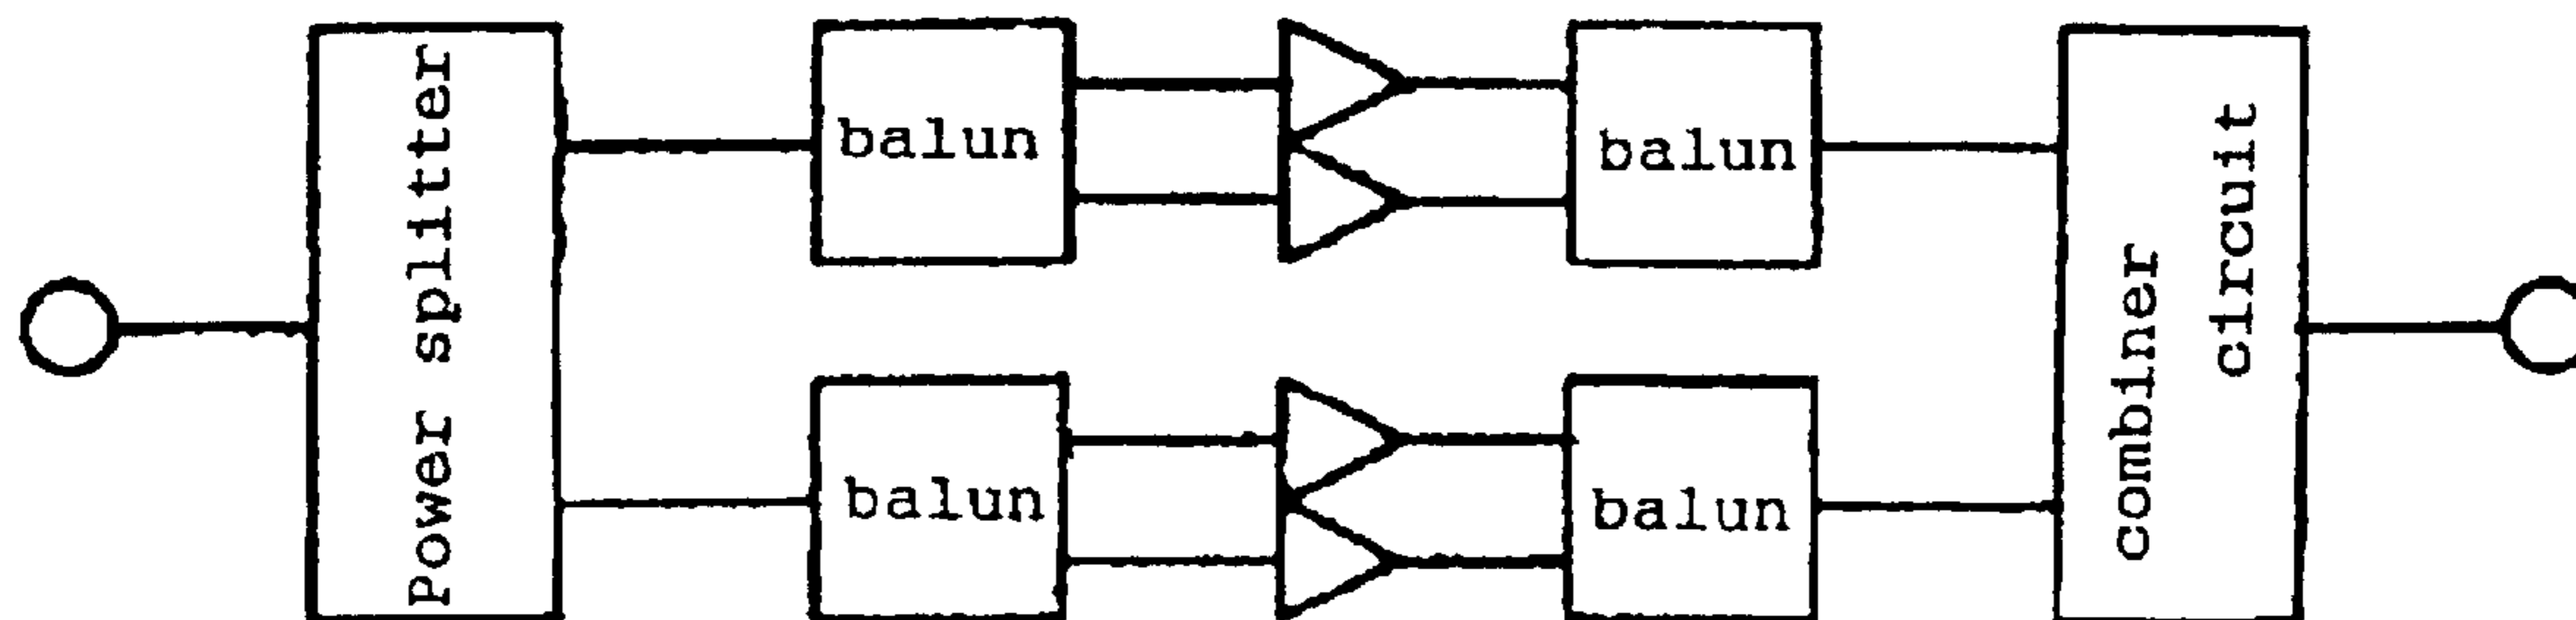 Power splitter
balun
balun
balun
balun
combiner
circuit